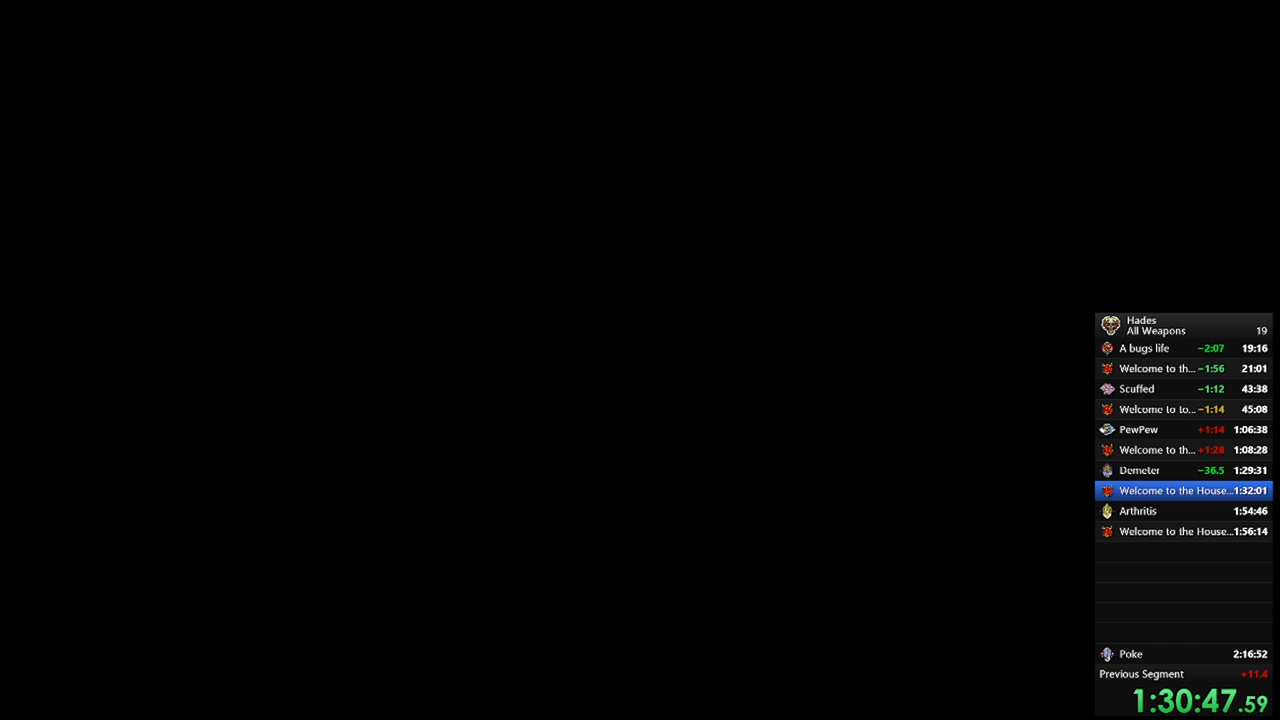 Hades
All Weapons 19
A bugs life −2:07 19:16
Welcome to th... −1:56 21:01
Scuffed −1:12 43:38
Welcome to to... −1:14 45:08
PewPew +1:14 1:06:38
Welcome to th... +1:28 1:08:28
Demeter −36.5 1:29:31
Welcome to the House... 1:32:01
Arthritis 1:54:46
Welcome to the House... 1:56:14
Poke 2:16:52
Previous Segment +11.4
1:30:47.59